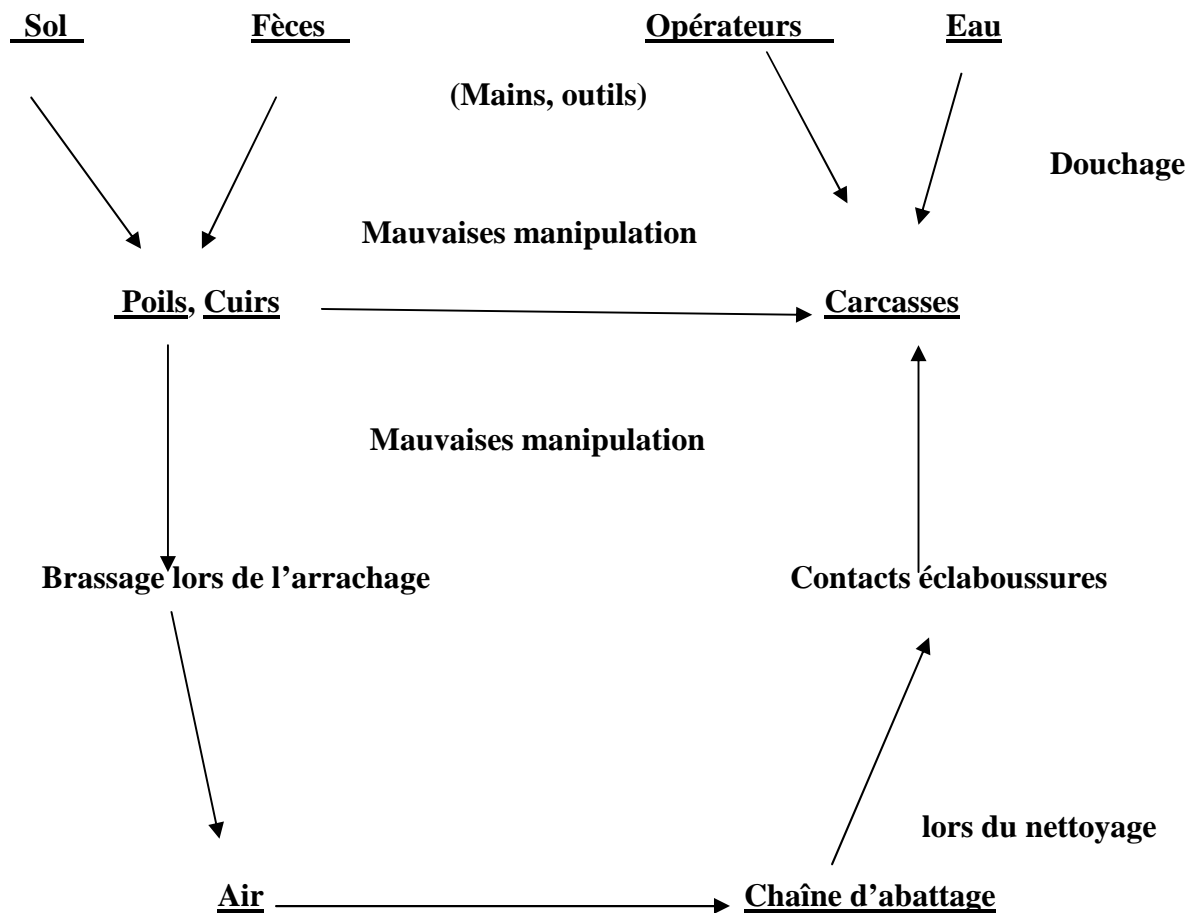 Sol Fèces Opérateurs Eau
(Mains, outils)
Douchage
Mauvaises manipulation
Poils, Cuirs Carcasses
Mauvaises manipulation
Brassage lors de l’arrachage Contacts éclaboussures
lors du nettoyage
Air Chaîne d’abattage